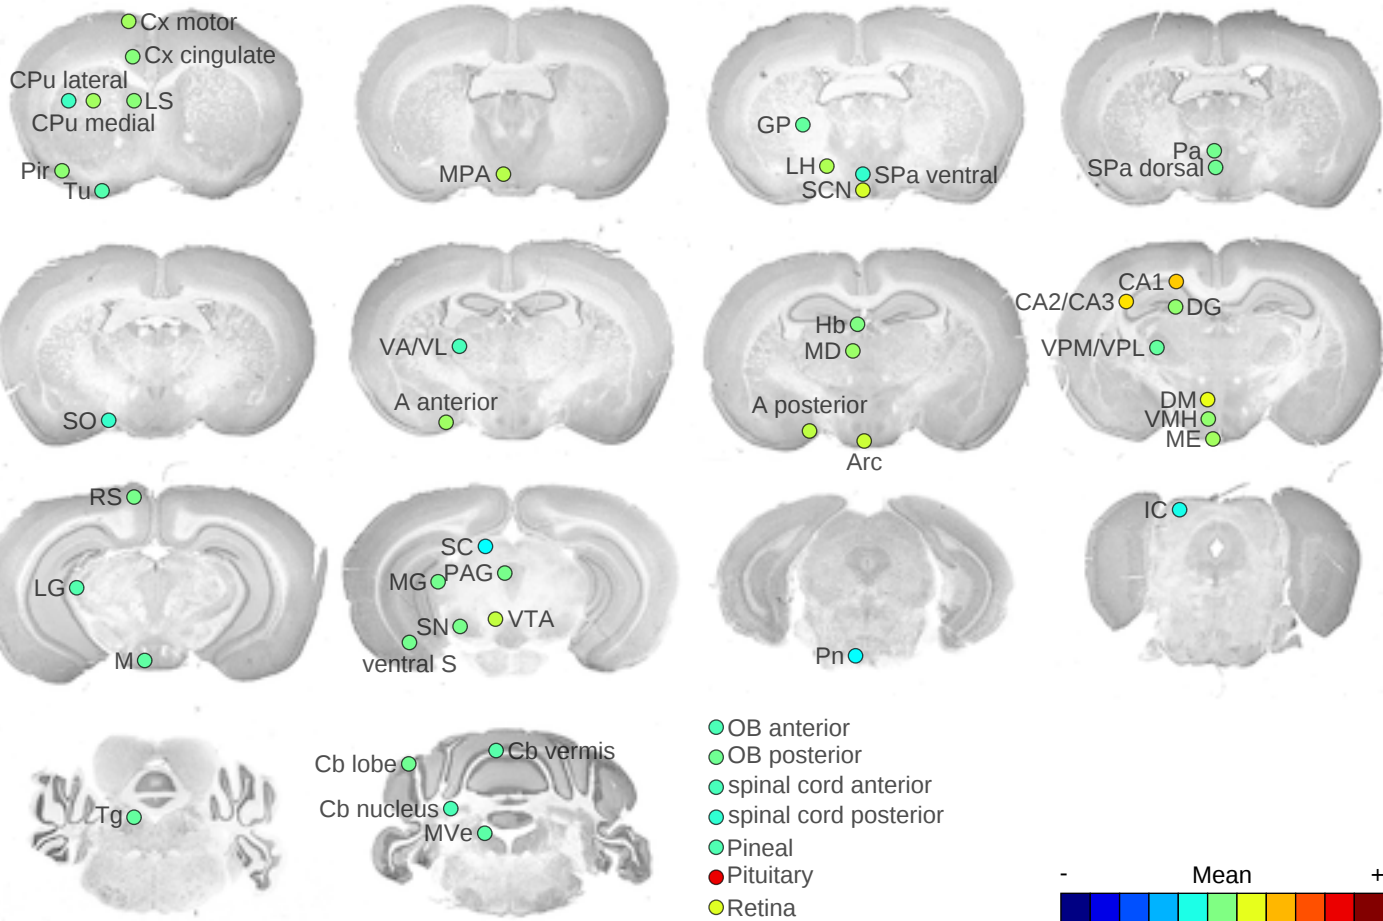 Cx motor
Cx cingulate
CPu lateral
LS
CPu medial
Pir
Tu
MPA
GP
LH
SPa ventral
SCN
Pa
SPa dorsal
SO
VA/VL
A anterior
Hb
MD
A posterior
Arc
CA1
CA2/CA3
DG
VPM/VPL
DM
VMH
ME
RS
LG
M
SC
MG
PAG
SN
VTA
ventral S
Pn
IC
Tg
Cb lobe
Cb vermis
Cb nucleus
MVe
OB anterior
OB posterior
spinal cord anterior
spinal cord posterior
Pineal
Pituitary
Retina
- Mean +